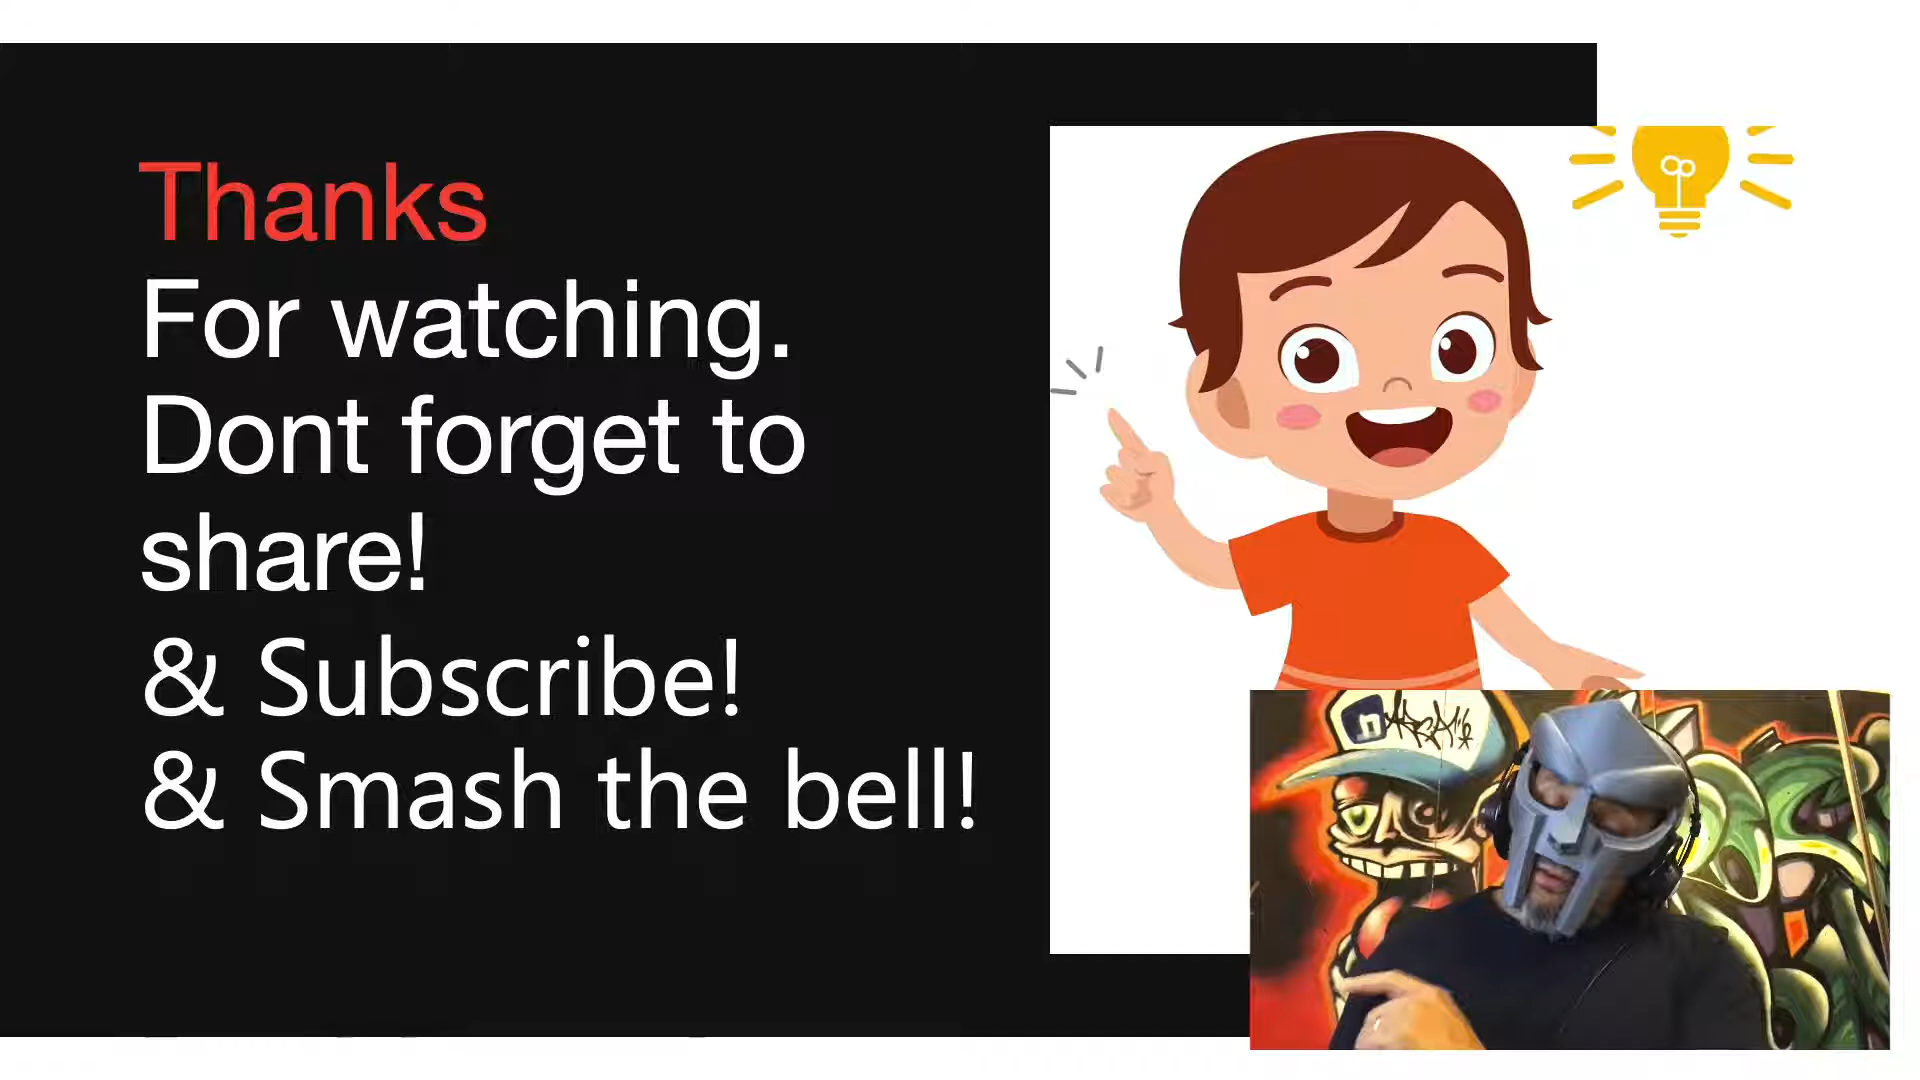 Thanks
For watching.
Dont forget to
share!
& Subscribe!
& Smash the bell!
n